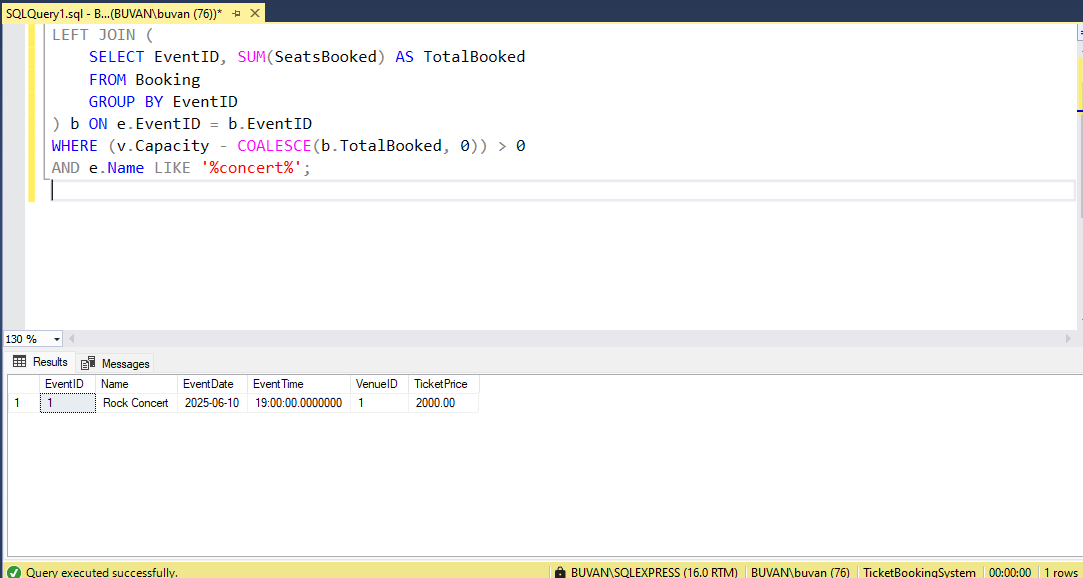 SQLQuery1.sql - B...(BUVAN\buvan (76))*
LEFT JOIN (
SELECT EventID, SUM(SeatsBooked) AS TotalBooked
FROM Booking
GROUP BY EventID
) b ON e.EventID = b.EventID
WHERE (v.Capacity - COALESCE(b.TotalBooked, 0)) > 0
AND e.Name LIKE '%concert%';
130 %
Results Messages
EventID Name EventDate EventTime VenueID TicketPrice
1 1 Rock Concert 2025-06-10 19:00:00.0000000 1 2000.00
Query executed successfully. BUVAN\SQLEXPRESS (16.0 RTM) BUVAN\buvan (76) TicketBookingSystem 00:00:00 1 rows